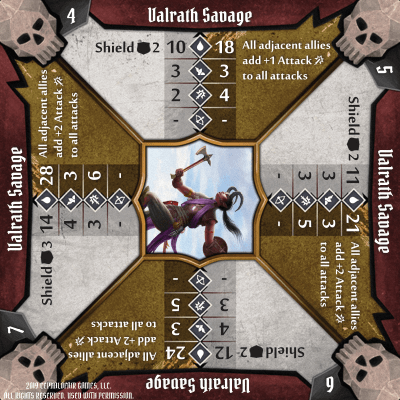 4
Valrath Savage
Shield 2 10 18 All adjacent allies
3 3 add +1 Attack
2 4 to all attacks
- -
5
Valrath Savage
Shield 2 11 21 All adjacent allies
3 3 add +2 Attack
3 5 to all attacks
- -
6
Valrath Savage
Shield 2 12 24 All adjacent allies
3 4 add +2 Attack
3 5 to all attacks
- -
7
Valrath Savage
Shield 3 14 28 All adjacent allies
3 3 add +2 Attack
4 6 to all attacks
- -
2019 CEPHALOFAIR GAMES, LLC.
ALL RIGHTS RESERVED. USED WITH PERMISSION.